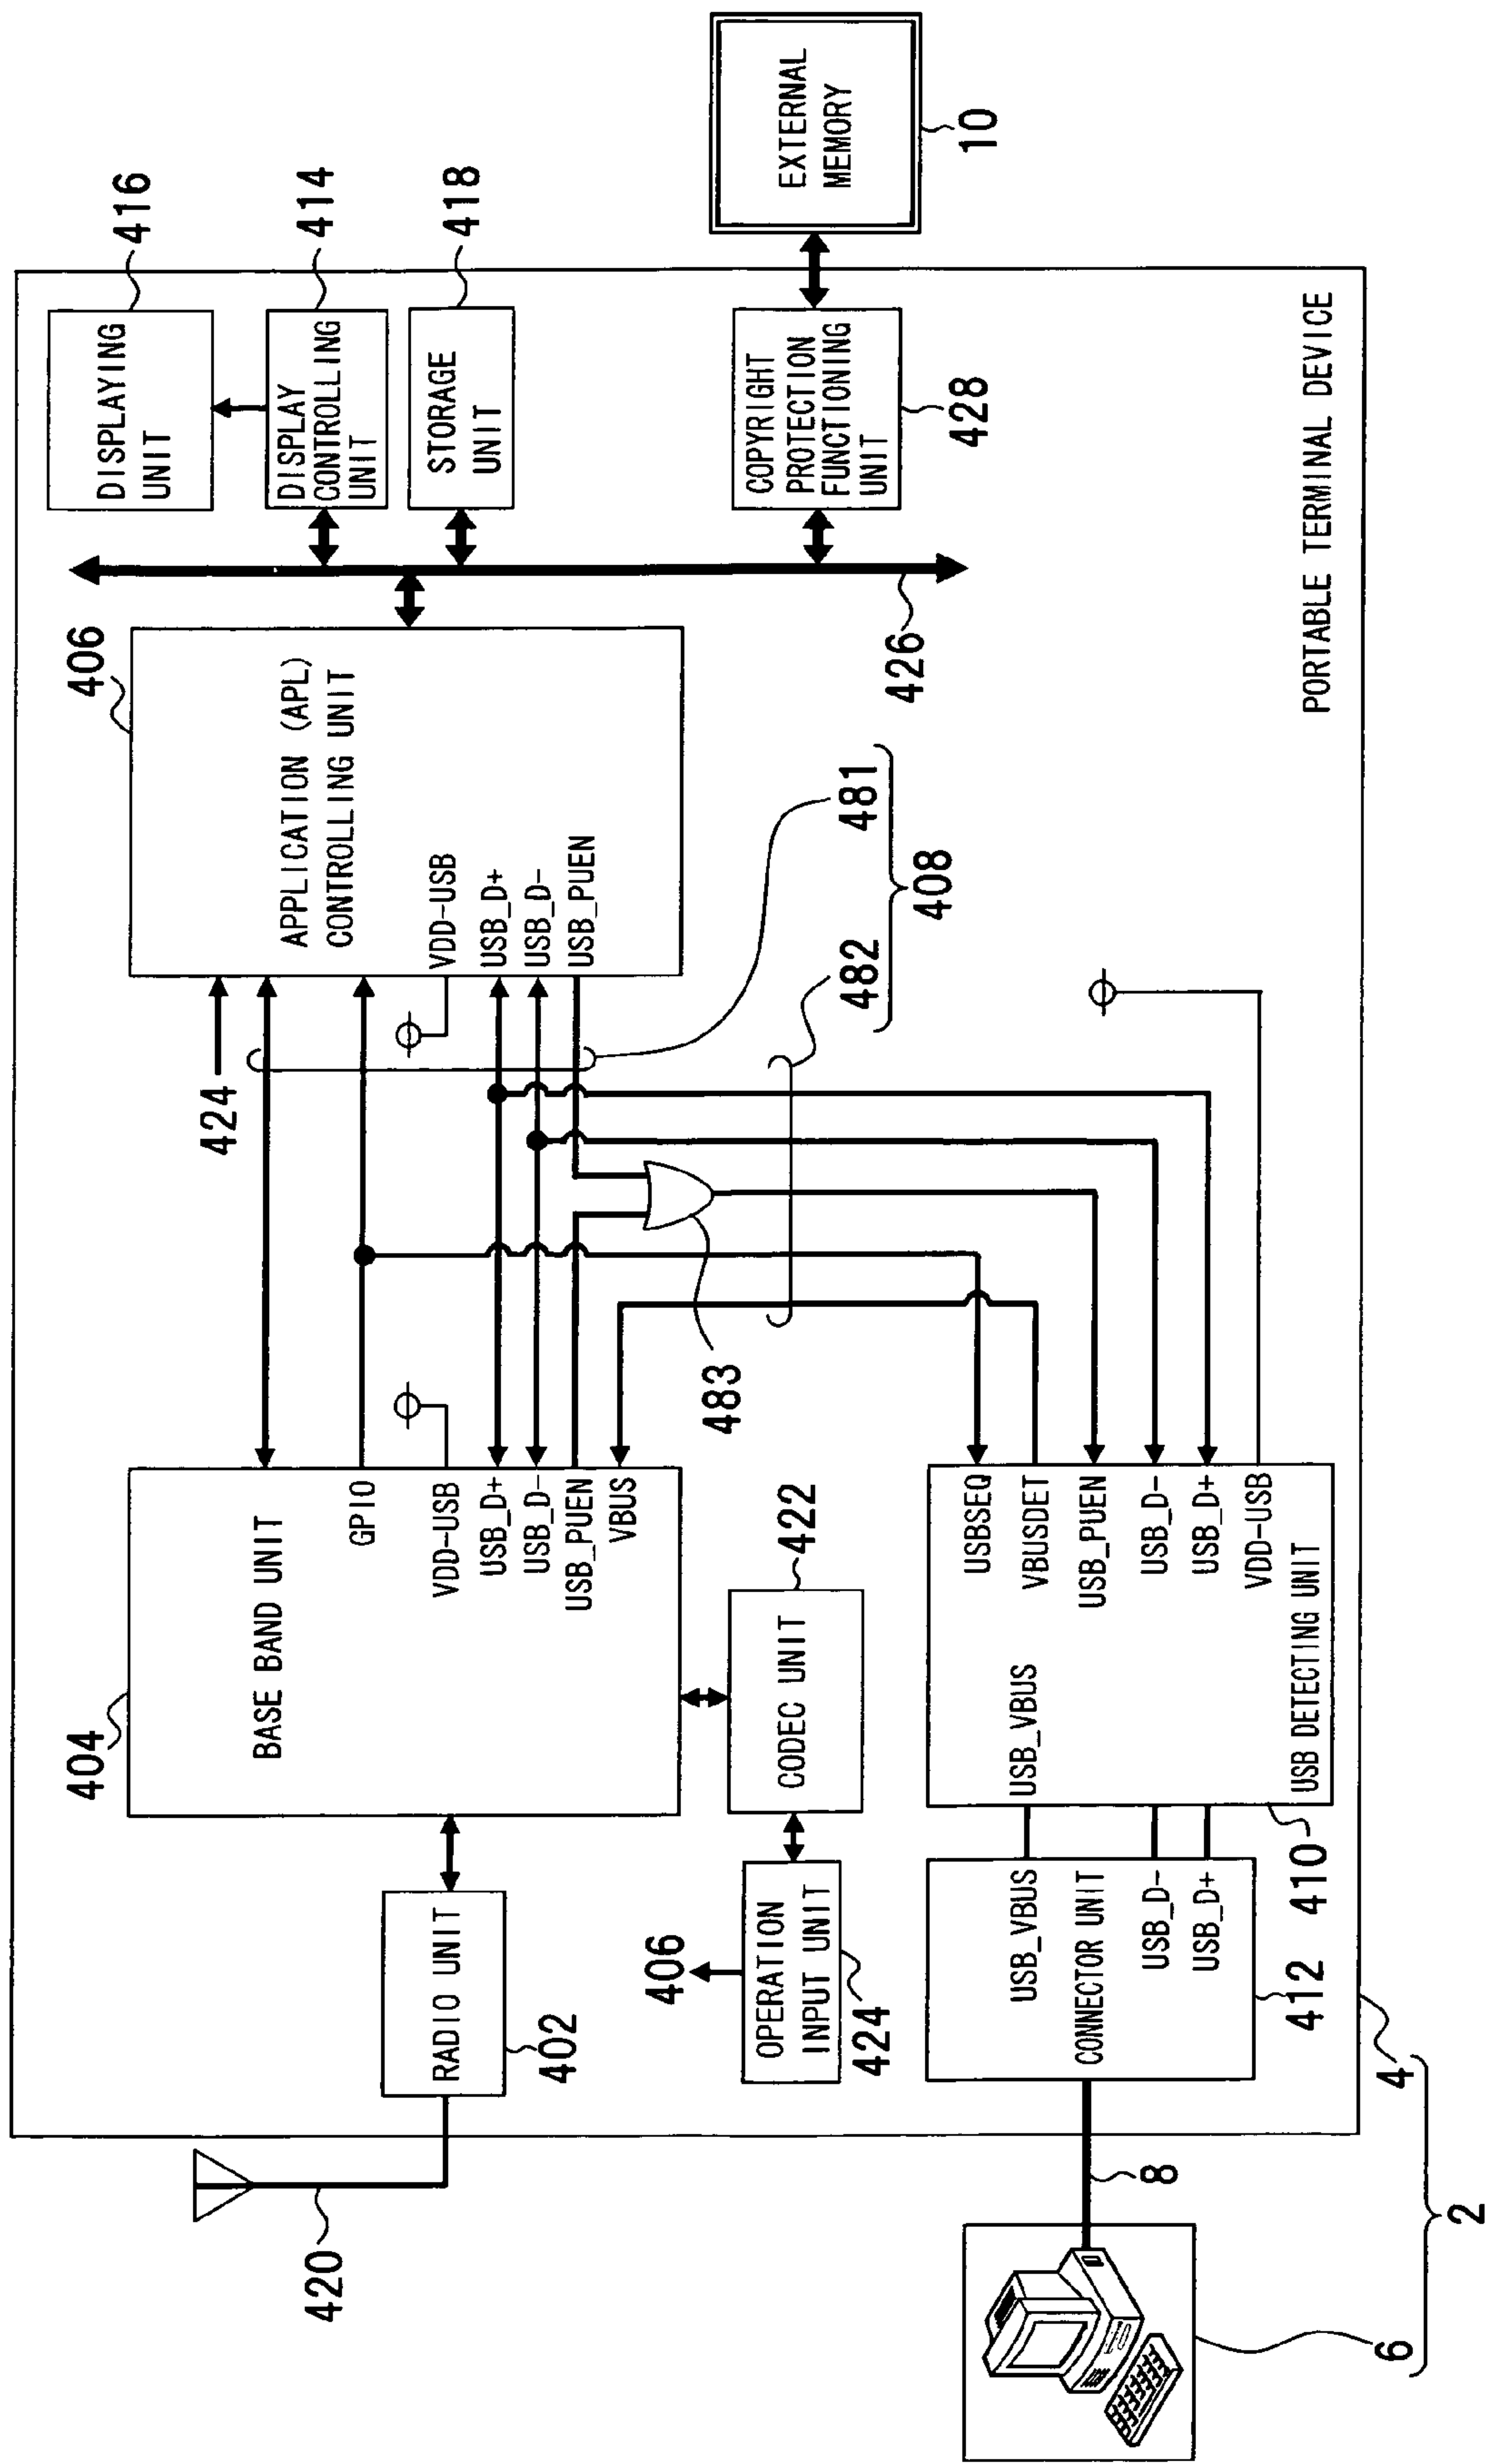 416
414
418
DISPLAYING
UNIT
DISPLAY
CONTROLLING
UNIT
STORAGE
UNIT
COPYRIGHT
PROTECTION
FUNCTIONING
UNIT
428
EXTERNAL
MEMORY
10
426
406
APPLICATION (APL)
CONTROLLING UNIT
VDD-USB
USB_D+
USB_D-
USB_PUEN
424
481
482
408
483
404
BASE BAND UNIT
GPIO
VDD-USB
USB_D+
USB_D-
USB_PUEN
VBUS
420
RADIO UNIT
402
CODEC UNIT
422
406
OPERATION
INPUT UNIT
424
USBSEQ
VBUSDET
USB_PUEN
USB_D-
USB_D+
VDD-USB
USB_VBUS
USB DETECTING UNIT
410
USB_VBUS
CONNECTOR UNIT
USB_D-
USB_D+
412
PORTABLE TERMINAL DEVICE
8
6
4
2